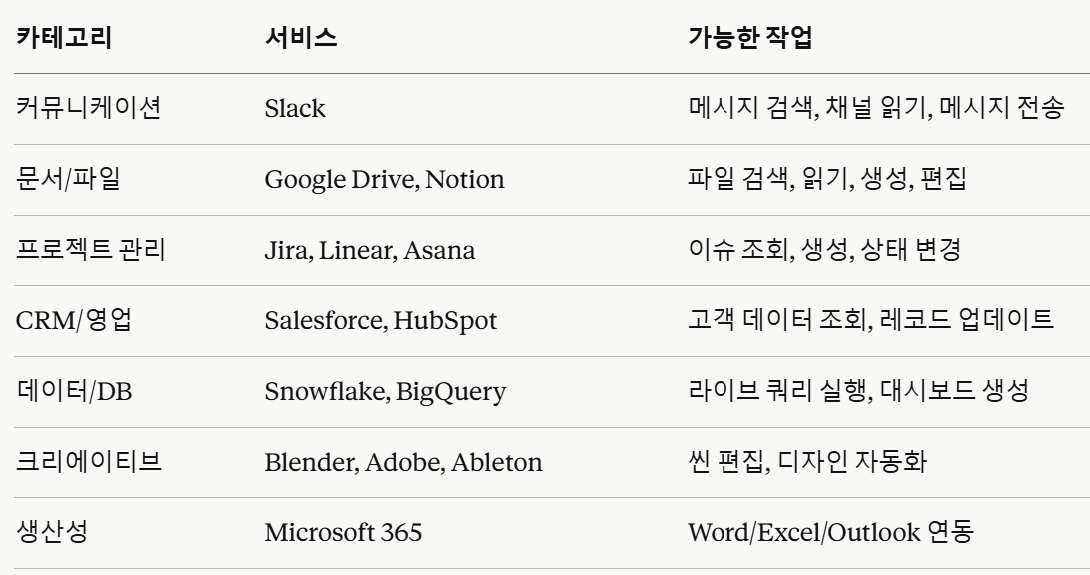 카테고리 서비스 가능한 작업
커뮤니케이션 Slack 메시지 검색, 채널 읽기, 메시지 전송
문서/파일 Google Drive, Notion 파일 검색, 읽기, 생성, 편집
프로젝트 관리 Jira, Linear, Asana 이슈 조회, 생성, 상태 변경
CRM/영업 Salesforce, HubSpot 고객 데이터 조회, 레코드 업데이트
데이터/DB Snowflake, BigQuery 라이브 쿼리 실행, 대시보드 생성
크리에이티브 Blender, Adobe, Ableton 씬 편집, 디자인 자동화
생산성 Microsoft 365 Word/Excel/Outlook 연동